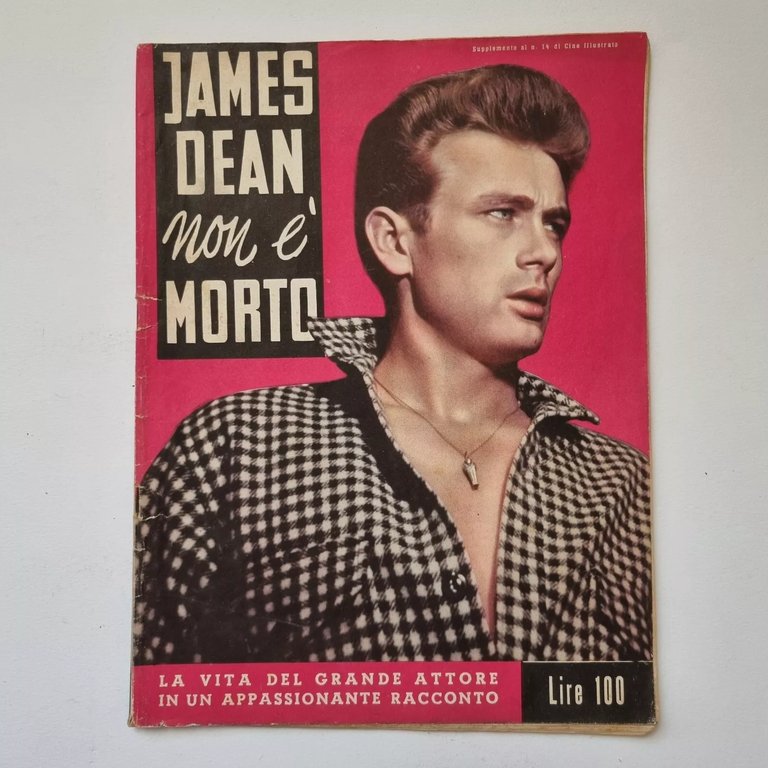 Supplemento al n. 14 di Cine Illustrato
JAMES
DEAN
non è
MORTO
LA VITA DEL GRANDE ATTORE
IN UN APPASSIONANTE RACCONTO
Lire 100